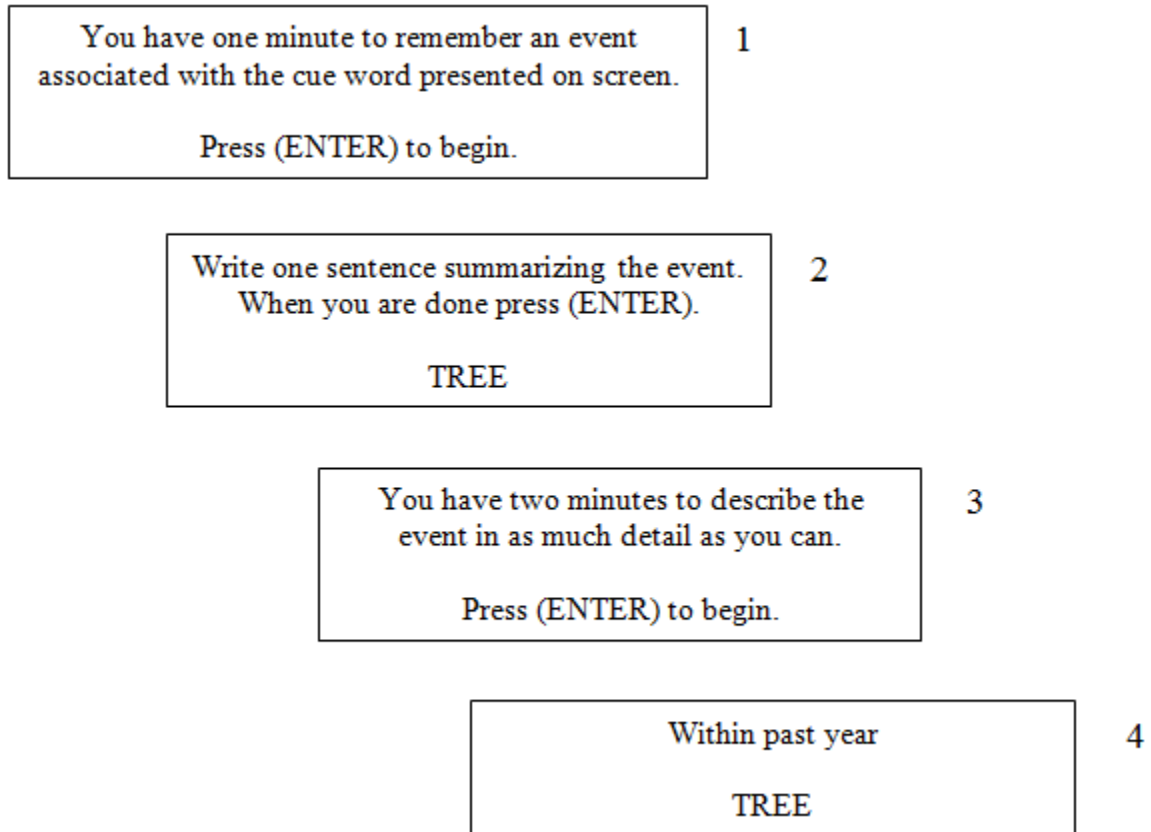 You have one minute to remember an event
associated with the cue word presented on screen.
Press (ENTER) to begin.
1
Write one sentence summarizing the event.
When you are done press (ENTER).
TREE
2
You have two minutes to describe the
event in as much detail as you can.
Press (ENTER) to begin.
3
Within past year
TREE
4